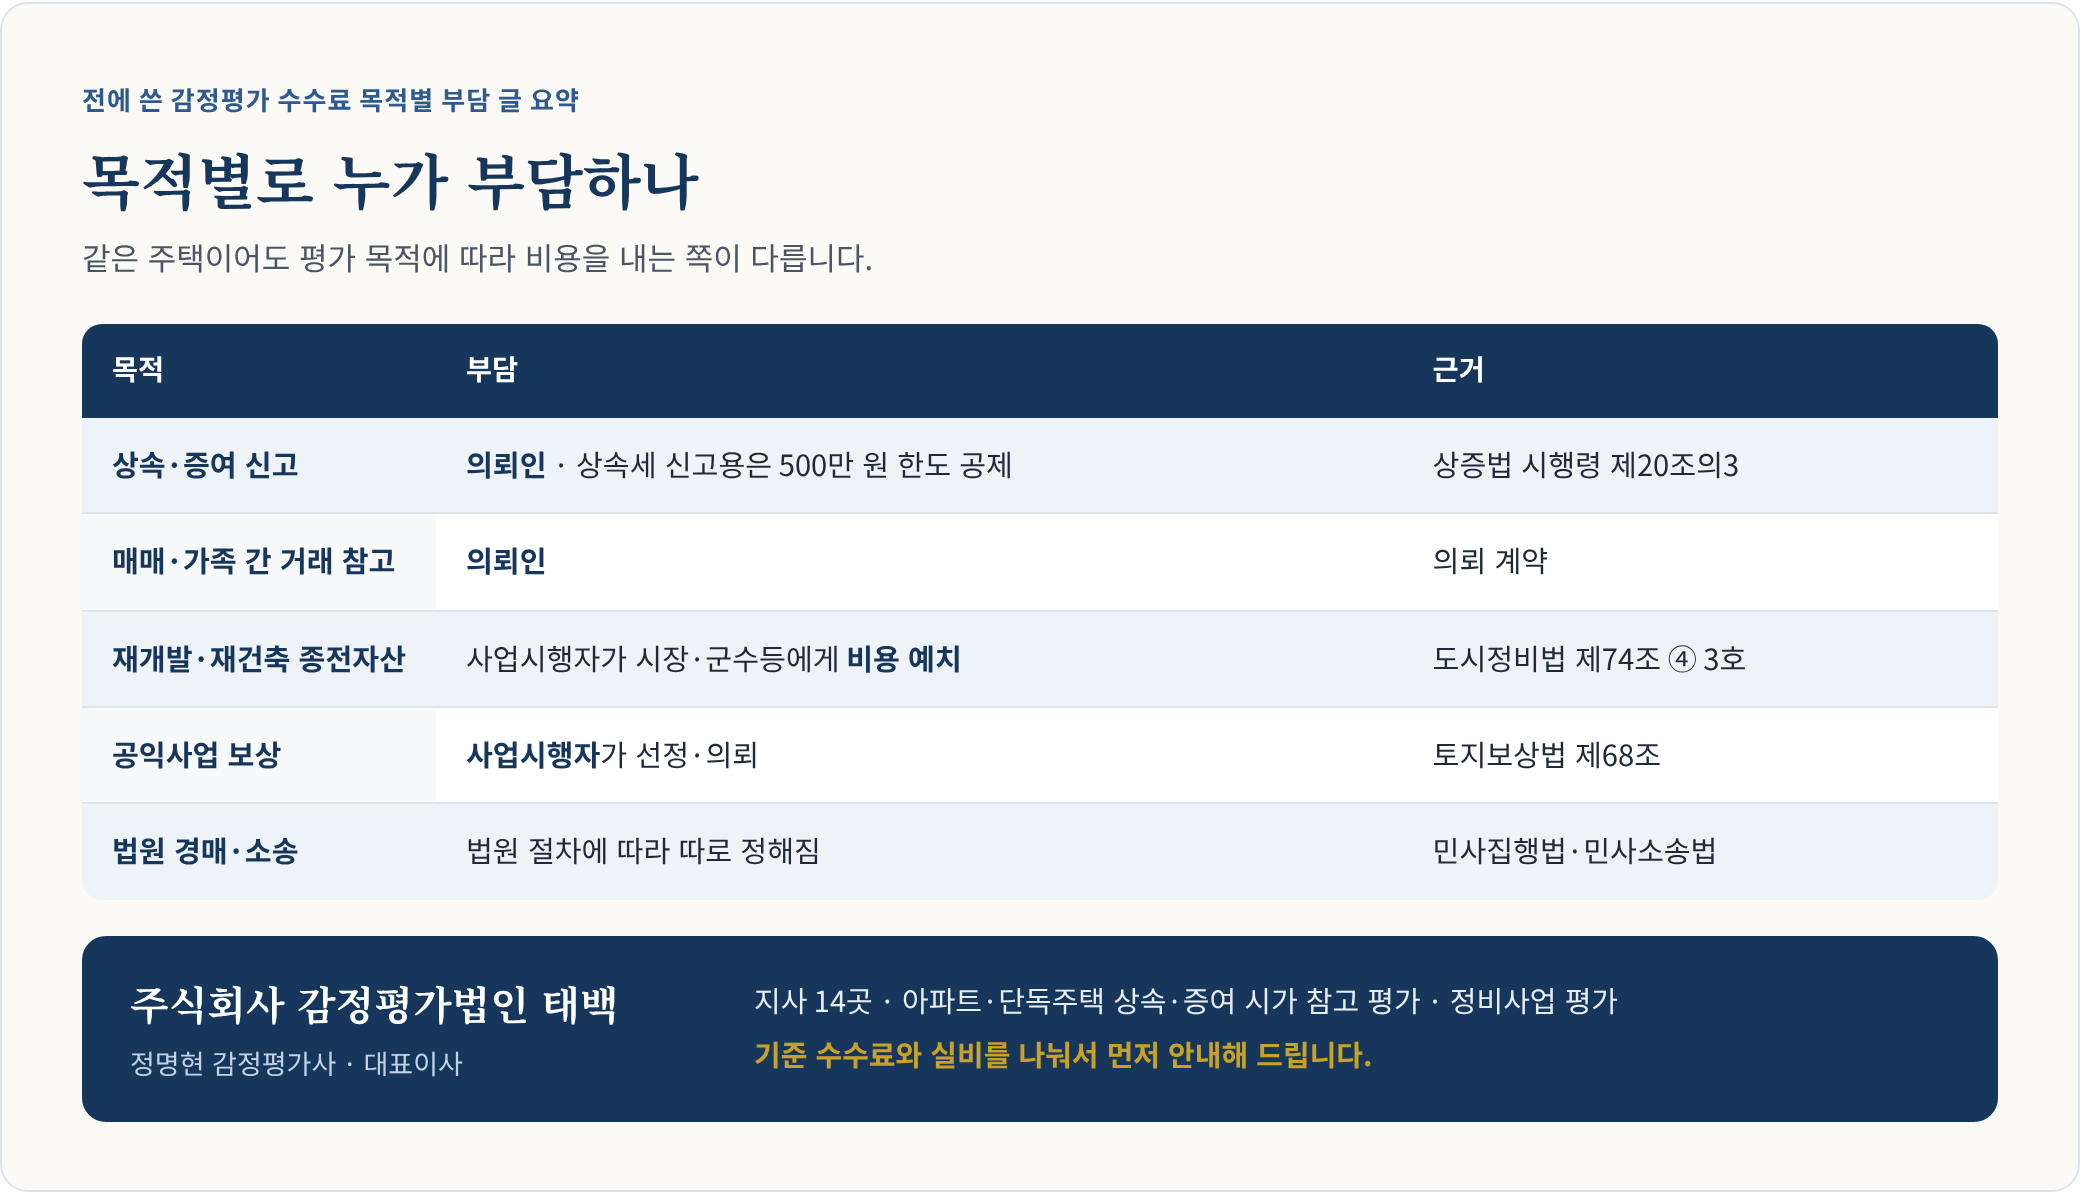 전에 쓴 감정평가 수수료 목적별 부담 글 요약
목적별로 누가 부담하나
같은 주택이어도 평가 목적에 따라 비용을 내는 쪽이 다릅니다.
목적 부담 근거
상속·증여 신고 의뢰인 · 상속세 신고용은 500만 원 한도 공제 상증법 시행령 제20조의3
매매·가족 간 거래 참고 의뢰인 의뢰 계약
재개발·재건축 종전자산 사업시행자가 시장·군수등에게 비용 예치 도시정비법 제74조 ④ 3호
공익사업 보상 사업시행자가 선정·의뢰 토지보상법 제68조
법원 경매·소송 법원 절차에 따라 따로 정해짐 민사집행법·민사소송법
주식회사 감정평가법인 태백
정명현 감정평가사 · 대표이사
지사 14곳 · 아파트·단독주택 상속·증여 시가 참고 평가 · 정비사업 평가
기준 수수료와 실비를 나눠서 먼저 안내해 드립니다.